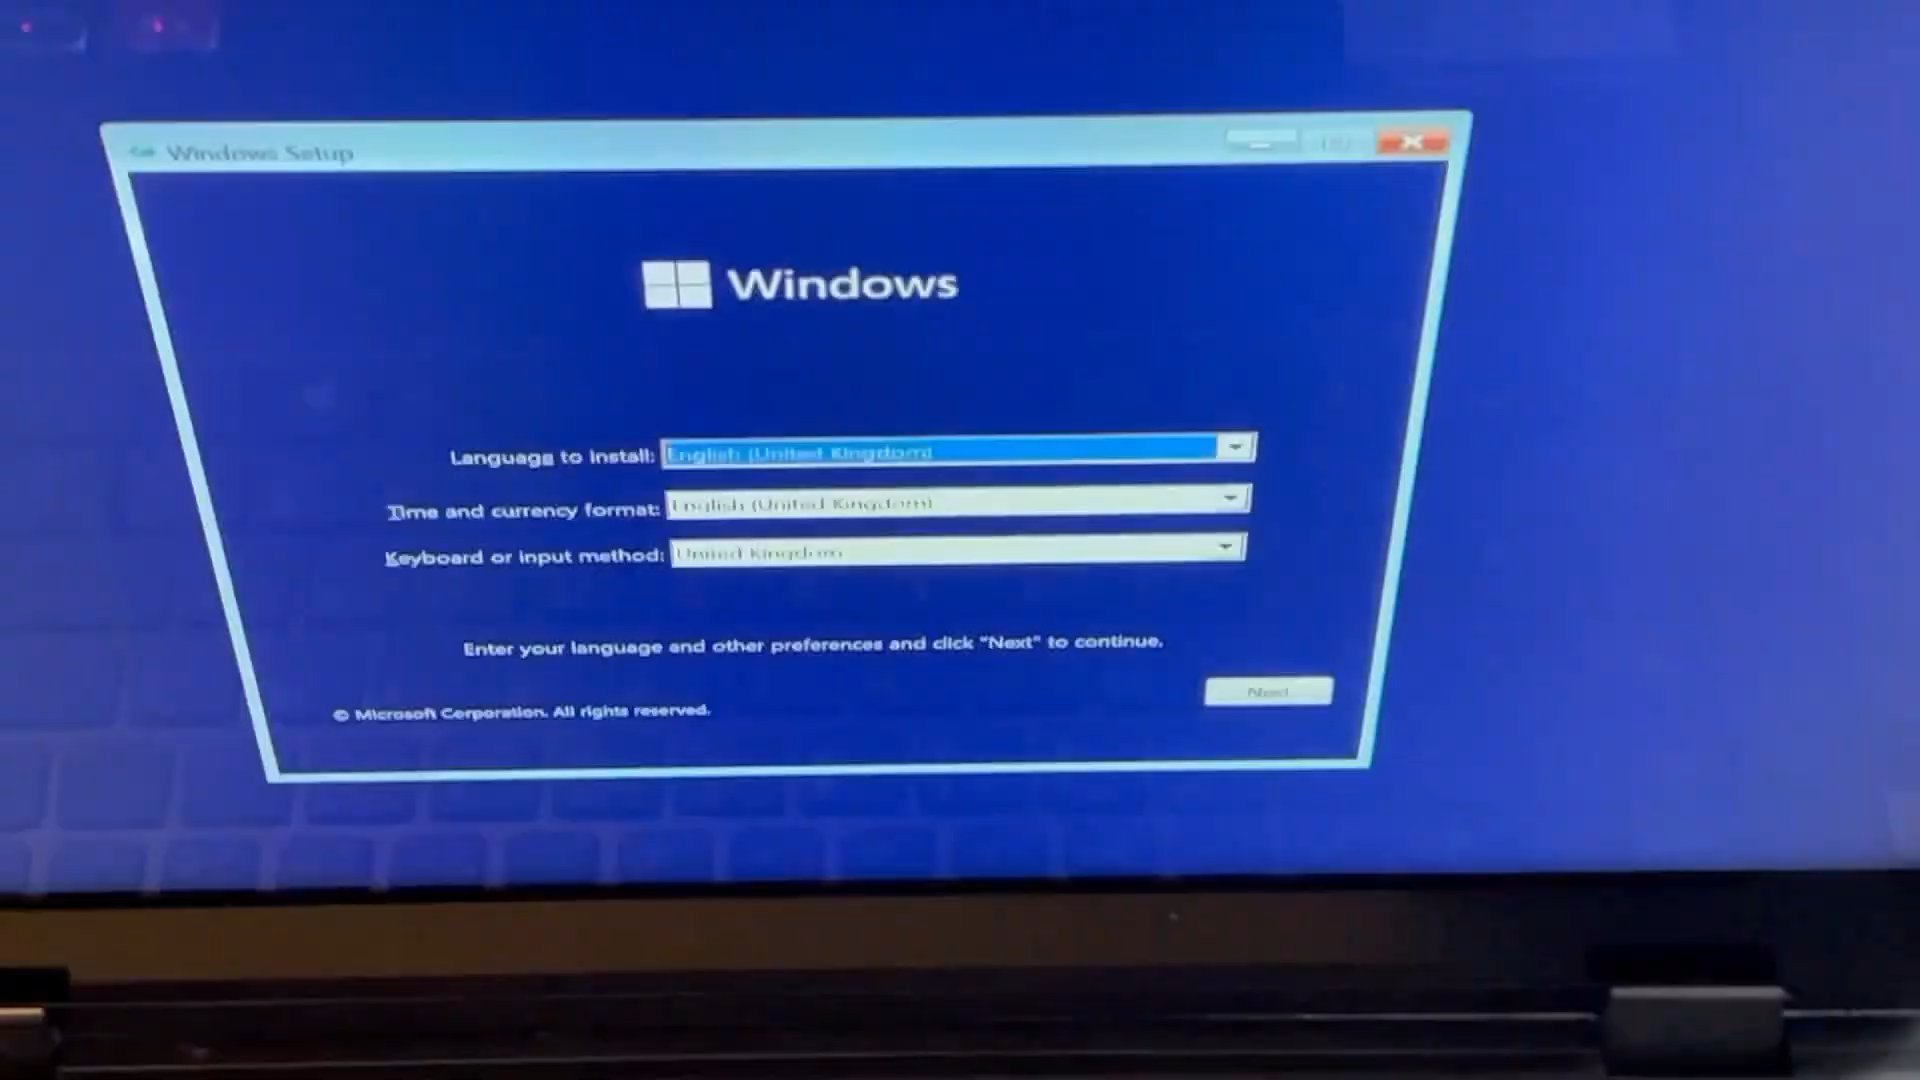 Windows Setup
Windows
Language to install: English (United Kingdom)
Time and currency format: English (United Kingdom)
Keyboard or input method: United Kingdom
Enter your language and other preferences and click "Next" to continue.
Next
© Microsoft Corporation. All rights reserved.